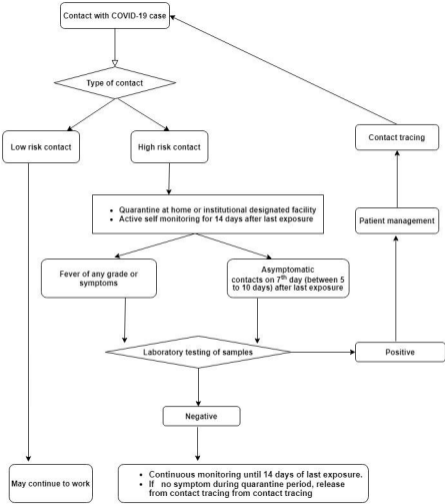 Contact with COVID-19 case
Type of contact
Low risk contact
High risk contact
Contact tracing
• Quarantine at home or institutional designated facility
• Active self monitoring for 14 days after last exposure
Patient management
Fever of any grade or
symptoms
Asymptomatic
contacts on 7th day (between 5
to 10 days) after last exposure
Laboratory testing of samples
Positive
Negative
May continue to work
• Continuous monitoring until 14 days of last exposure.
• If no symptom during quarantine period, release
from contact tracing from contact tracing